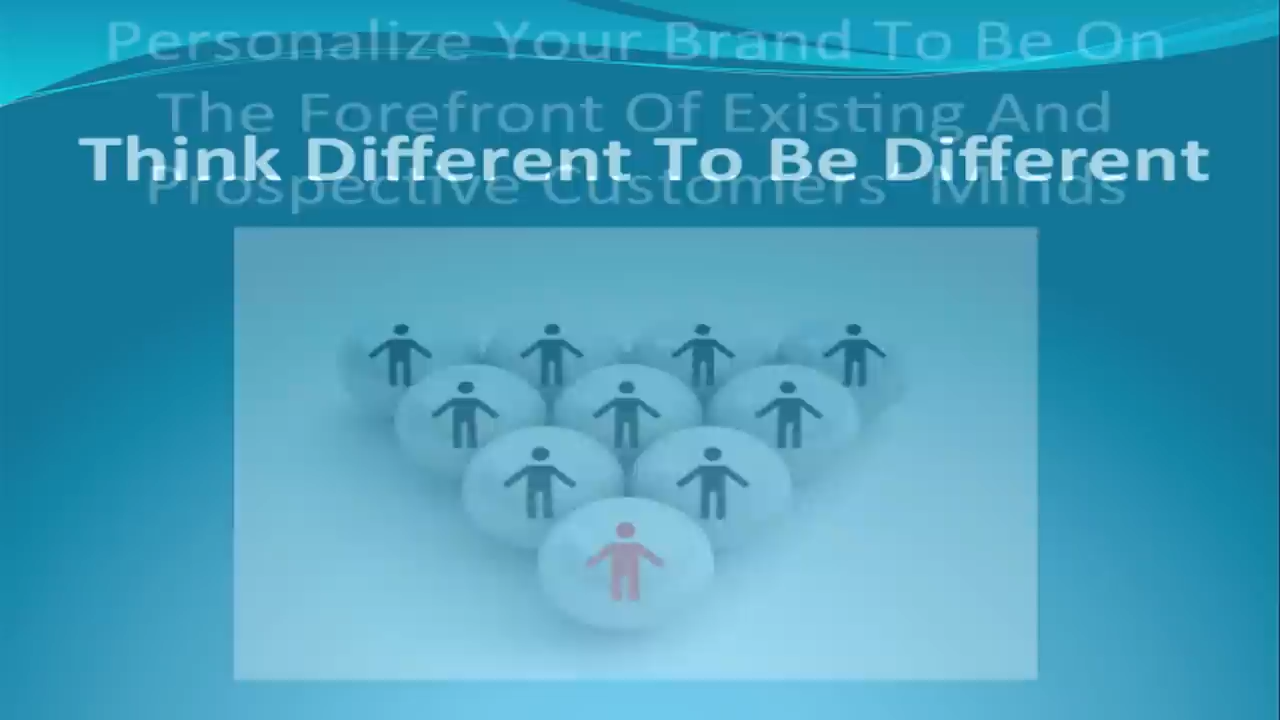 Personalize Your Brand To Be On
The Forefront Of Existing And
Think Different To Be Different
Prospective Customers' Minds